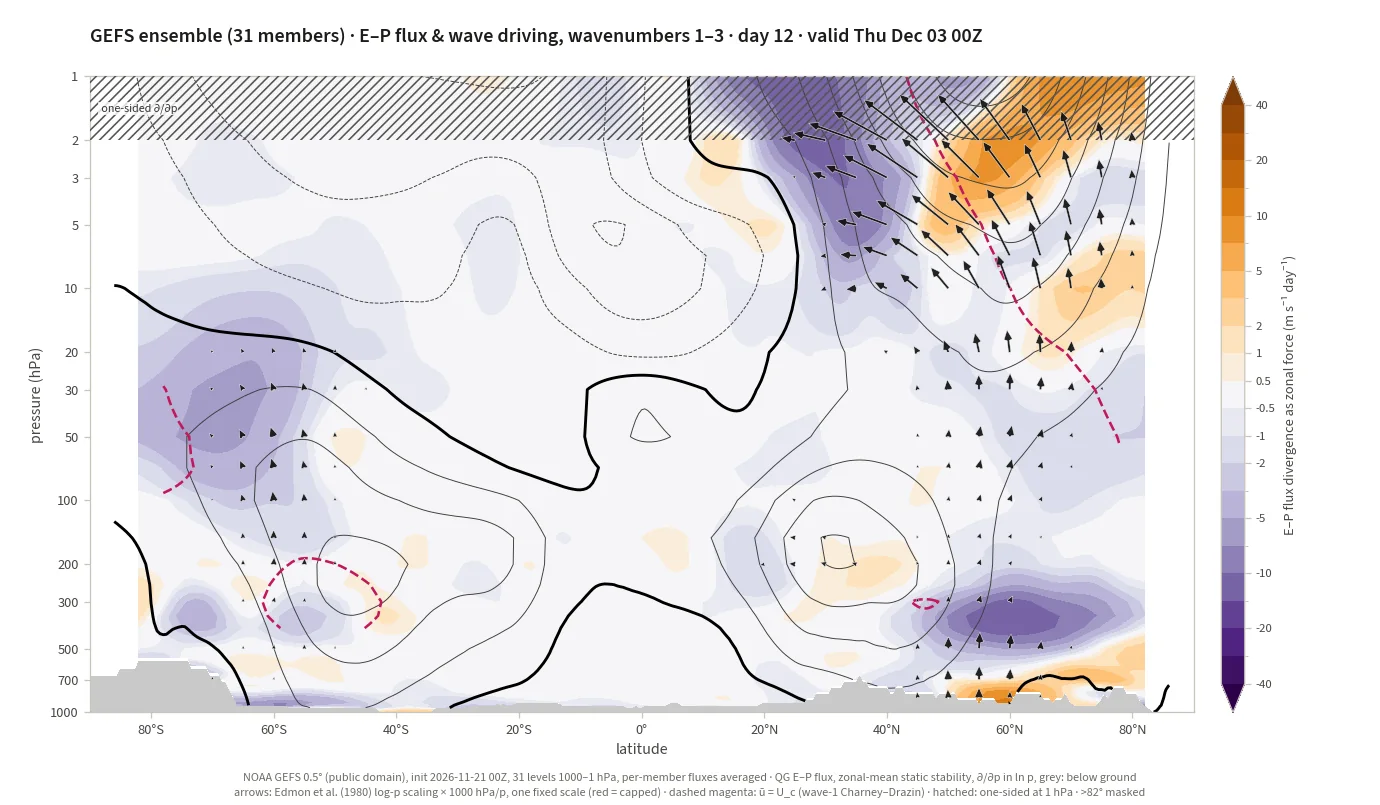 GEFS ensemble (31 members) · E–P flux & wave driving, wavenumbers 1–3 · day 12 · valid Thu Dec 03 00Z
one-sided ∂/∂p
1
2
3
5
10
20
30
50
100
200
300
500
700
1000
pressure (hPa)
80°S
60°S
40°S
20°S
0°
20°N
40°N
60°N
80°N
latitude
40
20
10
5
2
1
0.5
-0.5
-1
-2
-5
-10
-20
-40
E–P flux divergence as zonal force (m s⁻¹ day⁻¹)
NOAA GEFS 0.5° (public domain), init 2026-11-21 00Z, 31 levels 1000–1 hPa, per-member fluxes averaged · QG E–P flux, zonal-mean static stability, ∂/∂p in ln p, grey: below ground
arrows: Edmon et al. (1980) log-p scaling × 1000 hPa/p, one fixed scale (red = capped) · dashed magenta: ū = U_c (wave-1 Charney–Drazin) · hatched: one-sided at 1 hPa · >82° masked